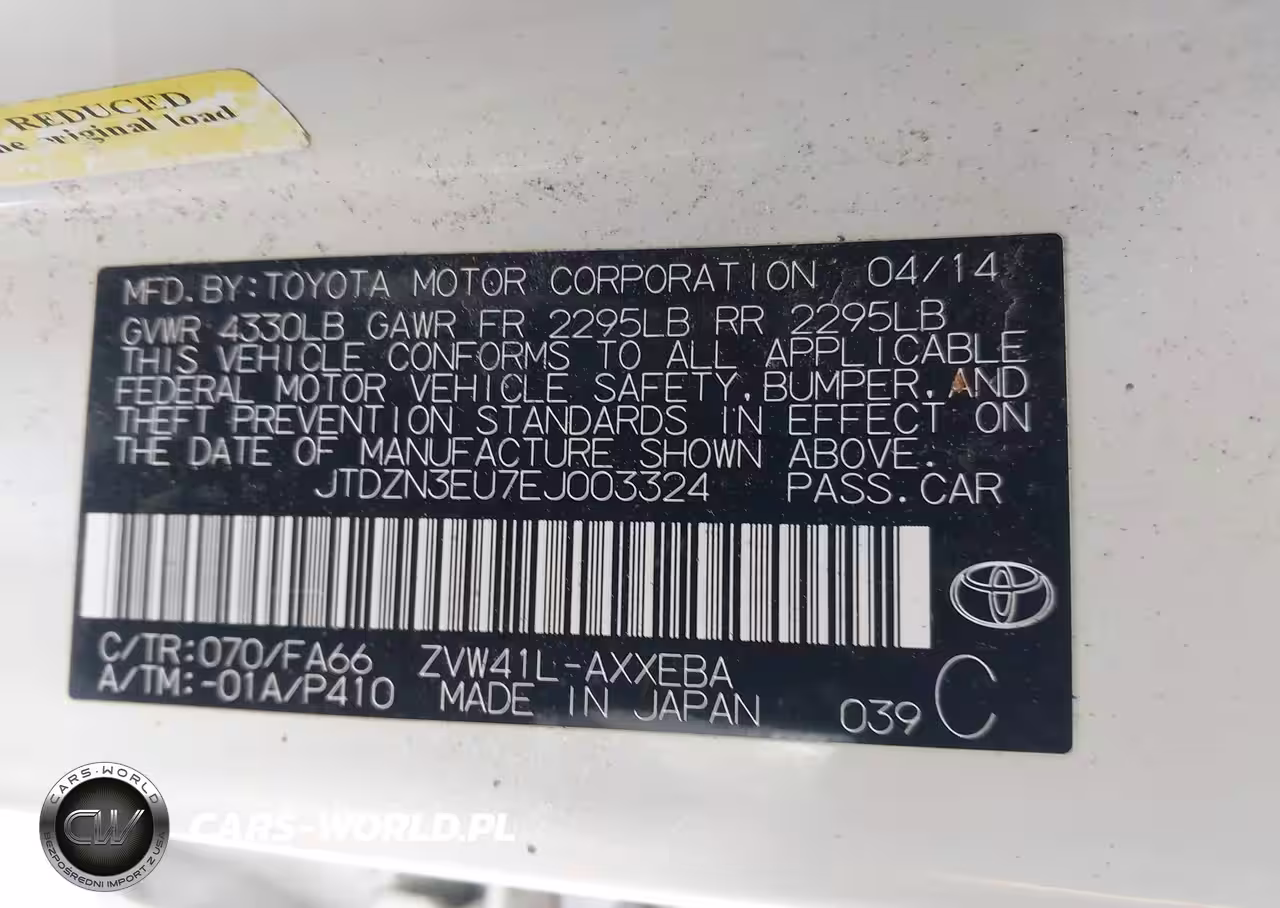 REDUCED
original load
MFD. BY: TOYOTA MOTOR CORPORATION 04/14
GVWR 4330LB GAWR FR 2295LB RR 2295LB
THIS VEHICLE CONFORMS TO ALL APPLICABLE
FEDERAL MOTOR VEHICLE SAFETY, BUMPER, AND
THEFT PREVENTION STANDARDS IN EFFECT ON
THE DATE OF MANUFACTURE SHOWN ABOVE.
JTDZN3EU7EJ003324 PASS. CAR
C/TR: 070/FA66 ZVW41L-AXXEBA
A/TM: -01A/P410 MADE IN JAPAN 039 C
CARS-WORLD
CW
BEZPOŚREDNI IMPORT Z USA
CARS-WORLD.PL